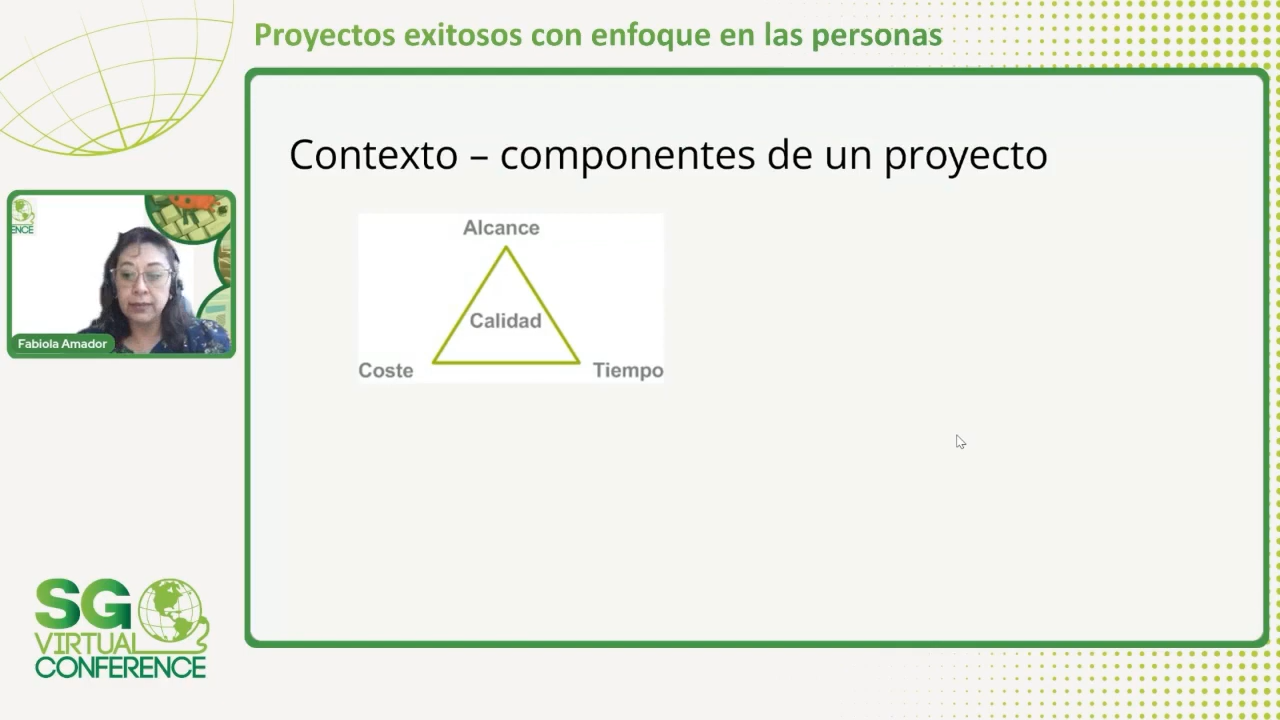 Proyectos exitosos con enfoque en las personas
Contexto – componentes de un proyecto
Alcance
Calidad
Coste
Tiempo
ENCE
Fabiola Amador
SG
VIRTUAL
CONFERENCE